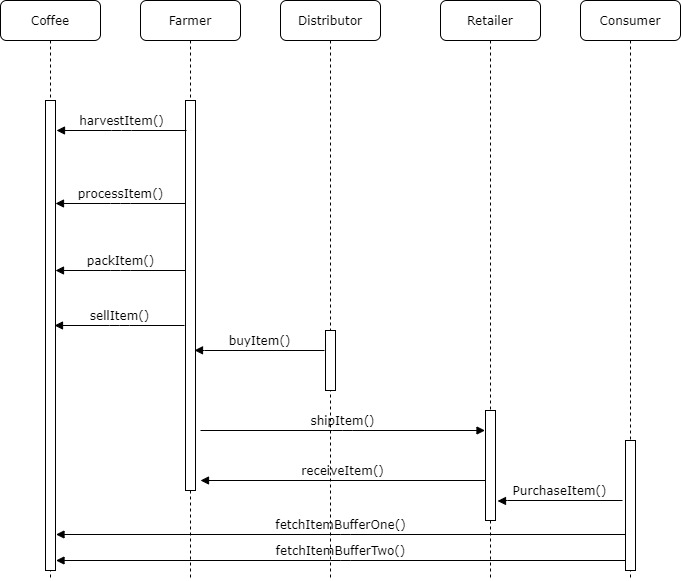 Coffee
Farmer
Distributor
Retailer
Consumer
harvestItem()
processItem()
packItem()
sellItem()
buyItem()
shipItem()
receiveItem()
PurchaseItem()
fetchItemBufferOne()
fetchItemBufferTwo()